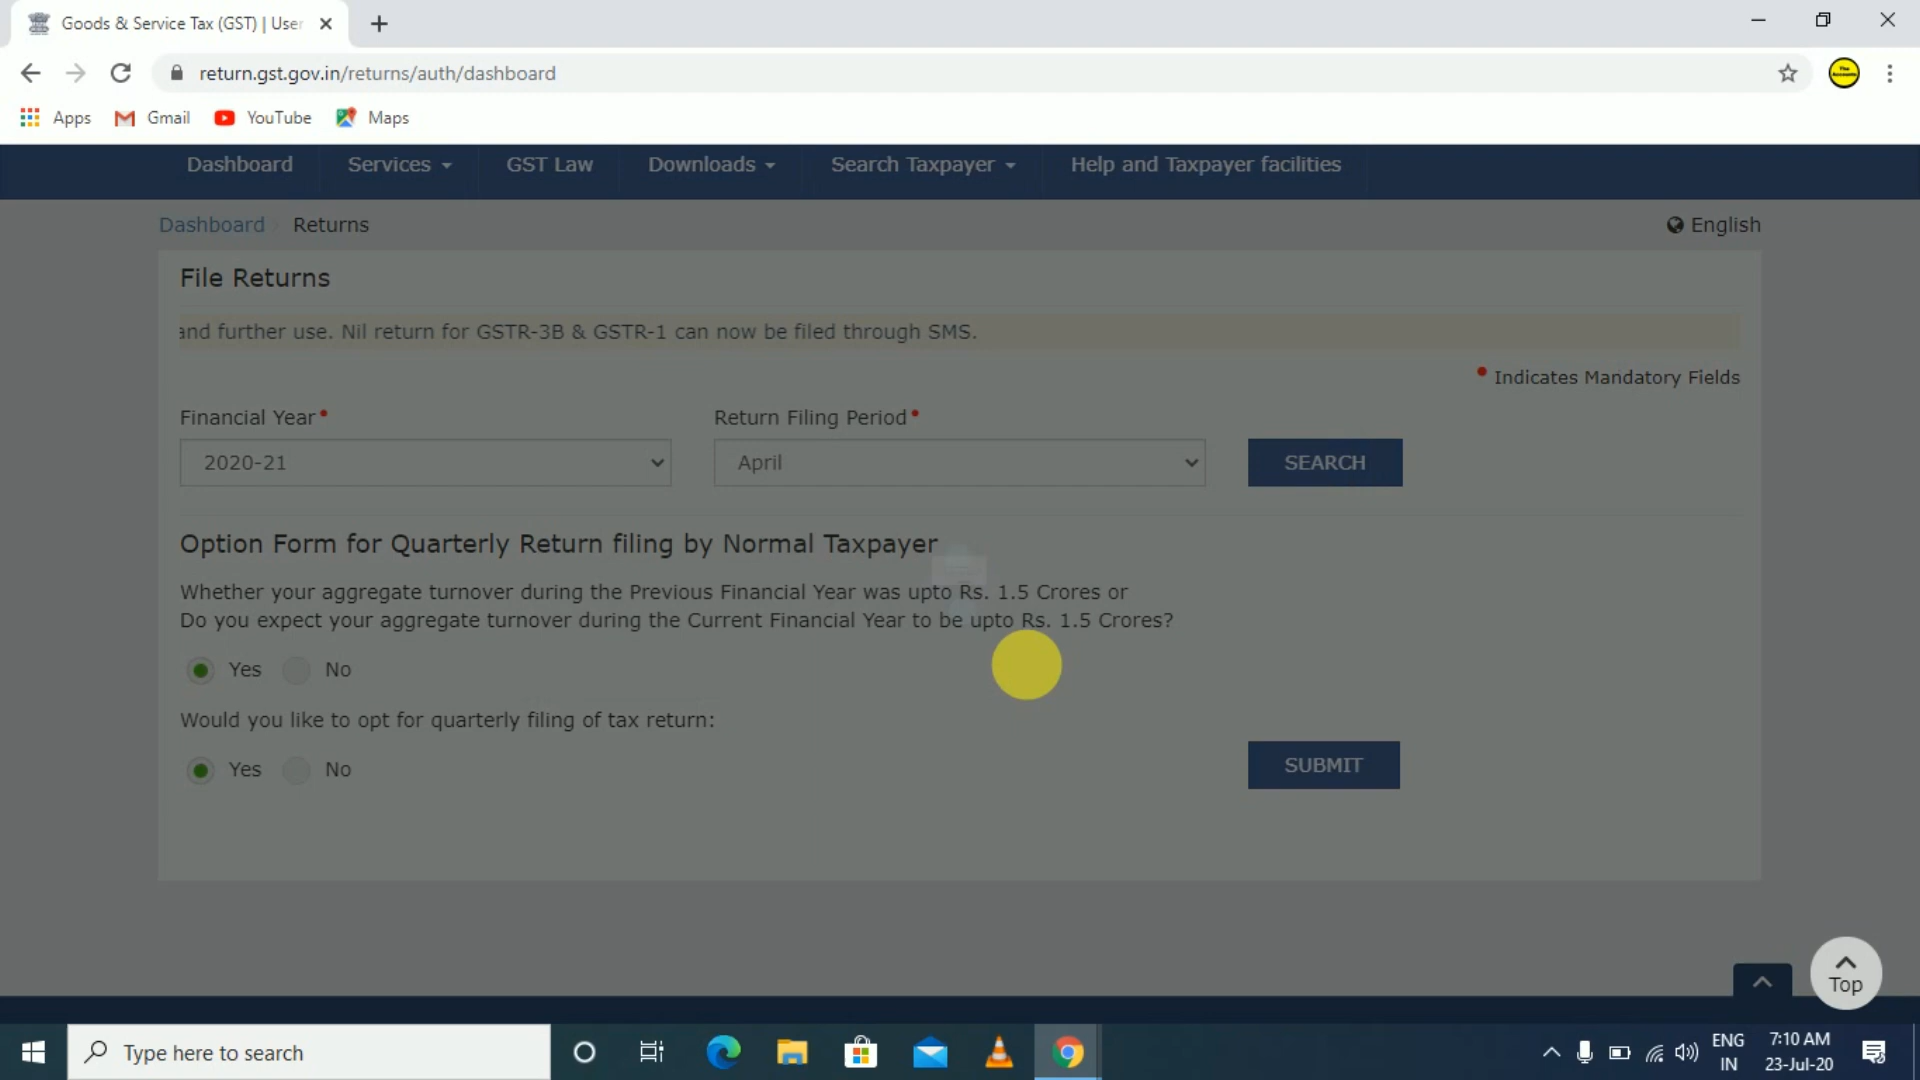 Goods & Service Tax (GST) | User
return.gst.gov.in/returns/auth/dashboard
Apps Gmail YouTube Maps
Dashboard Services GST Law Downloads Search Taxpayer Help and Taxpayer facilities
Dashboard Returns English
File Returns
and further use. Nil return for GSTR-3B & GSTR-1 can now be filed through SMS.
Indicates Mandatory Fields
Financial Year Return Filing Period
2020-21 April SEARCH
Option Form for Quarterly Return filing by Normal Taxpayer
Whether your aggregate turnover during the Previous Financial Year was upto Rs. 1.5 Crores or
Do you expect your aggregate turnover during the Current Financial Year to be upto Rs. 1.5 Crores?
Yes No
Would you like to opt for quarterly filing of tax return:
Yes No
SUBMIT
Top
Type here to search
ENG
IN
7:10 AM
23-Jul-20